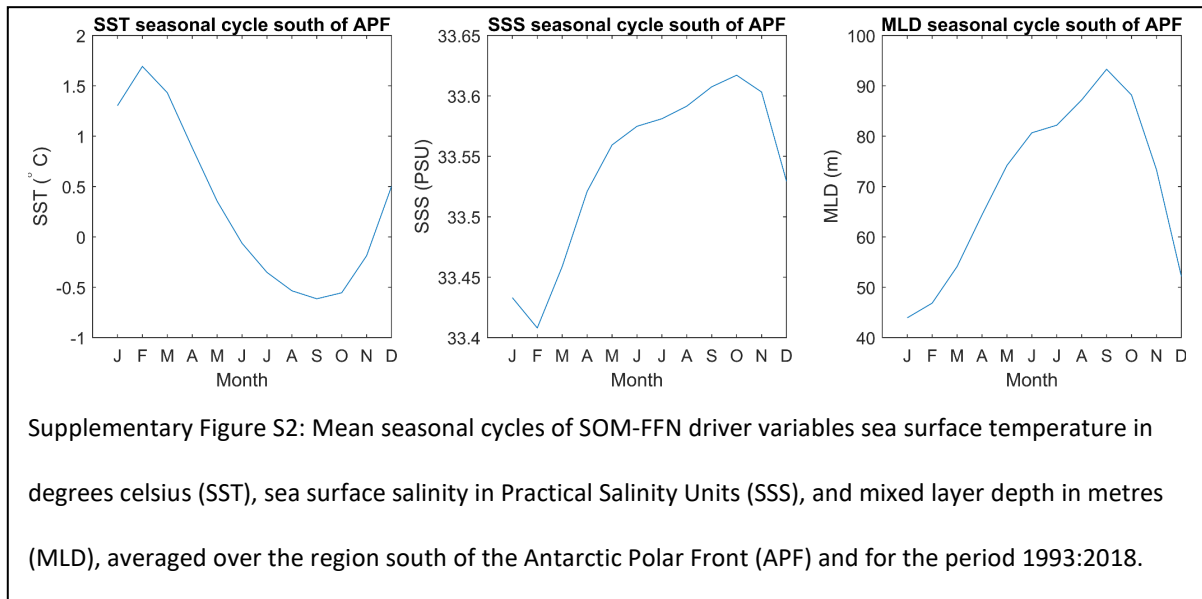 SST seasonal cycle south of APF
2
1.5
1
0.5
0
-0.5
-1
SST (° C)
J F M A M J J A S O N D
Month
SSS seasonal cycle south of APF
33.65
33.6
33.55
33.5
33.45
33.4
SSS (PSU)
J F M A M J J A S O N D
Month
MLD seasonal cycle south of APF
100
90
80
70
60
50
40
MLD (m)
J F M A M J J A S O N D
Month
Supplementary Figure S2: Mean seasonal cycles of SOM-FFN driver variables sea surface temperature in
degrees celsius (SST), sea surface salinity in Practical Salinity Units (SSS), and mixed layer depth in metres
(MLD), averaged over the region south of the Antarctic Polar Front (APF) and for the period 1993:2018.